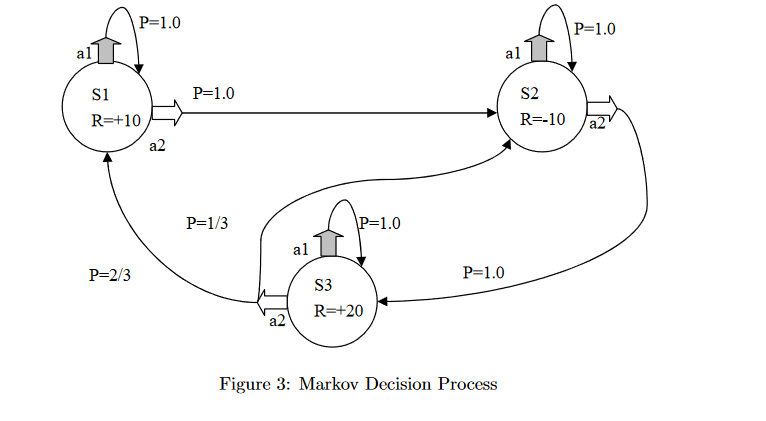 P=1.0
P=1.0
a1
a1
S1
R=+10
P=1.0
S2
R=-10
a2
a2
P=1/3
P=1.0
a1
P=2/3
P=1.0
S3
R=+20
a2
Figure 3: Markov Decision Process